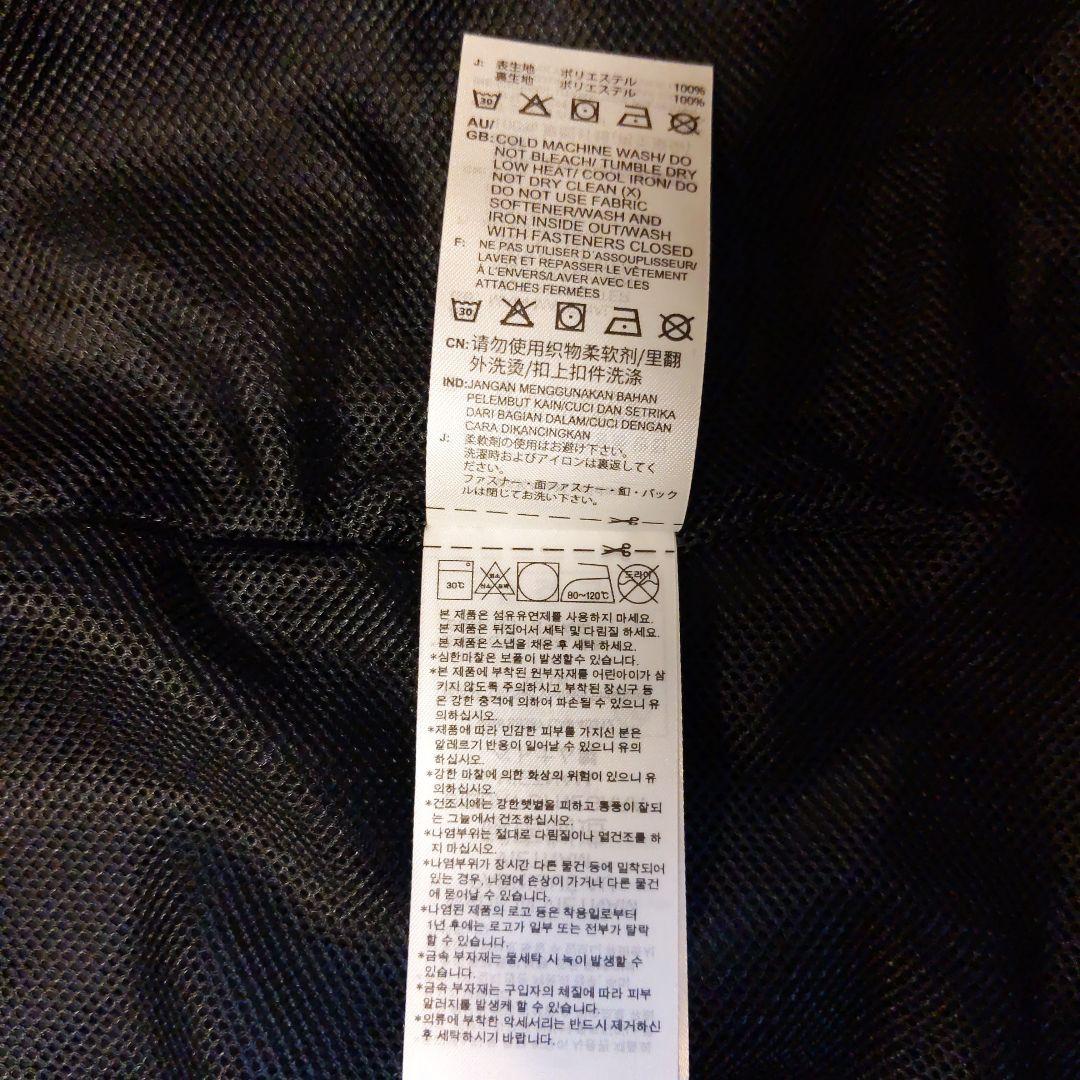 J: 表生地 ポリエステル 100%
裏生地 ポリエステル 100%
30
AU/
GB: COLD MACHINE WASH/ DO
NOT BLEACH/ TUMBLE DRY
LOW HEAT/ COOL IRON/ DO
NOT DRY CLEAN (X)
DO NOT USE FABRIC
SOFTENER/WASH AND
IRON INSIDE OUT/WASH
WITH FASTENERS CLOSED
F: NE PAS UTILISER D'ASSOUPLISSEUR/
LAVER ET REPASSER LE VÊTEMENT
À L'ENVERS/LAVER AVEC LES
ATTACHES FERMÉES
30
CN: 请勿使用织物柔软剂/里翻
外洗烫/扣上扣件洗涤
IND: JANGAN MENGGUNAKAN BAHAN
PELEMBUT KAIN/CUCI DAN SETRIKA
DARI BAGIAN DALAM/CUCI DENGAN
CARA DIKANCINGKAN
J: 柔軟剤の使用はお避け下さい。
洗濯時およびアイロンは裏返してく
ださい。
ファスナー・面ファスナー・釦・バック
ルは閉じてお洗い下さい。
30℃ 80~120℃ 드라이
본 제품은 섬유유연제를 사용하지 마세요.
본 제품은 뒤집어서 세탁 및 다림질 하세요.
본 제품은 스냅을 채운 후 세탁 하세요.
*심한마찰은 보풀이 발생할수 있습니다.
*본 제품에 부착된 원부자재를 어린아이가 삼
키지 않도록 주의하시고 부착된 장신구 등
은 강한 충격에 의하여 파손될 수 있으니 유
의하십시오.
*제품에 따라 민감한 피부를 가지신 분은
알레르기 반응이 일어날 수 있으니 유의
하십시오.
*강한 마찰에 의한 화상의 위험이 있으니 유
의하십시오.
*건조시에는 강한햇볕을 피하고 통풍이 잘되
는 그늘에서 건조하십시오.
*나염부위는 절대로 다림질이나 열건조를 하
지 마십시오.
*나염부위가 장시간 다른 물건 등에 밀착되어
있는 경우, 나염에 손상이 가거나 다른 물건
에 묻어날 수 있습니다.
*나염된 제품의 로고 등은 착용일로부터
1년 후에는 로고가 일부 또는 전부가 탈락
할 수 있습니다.
*금속 부자재는 물세탁 시 녹이 발생할 수
있습니다.
*금속 부자재는 구입자의 체질에 따라 피부
알러지를 발생케 할 수 있습니다.
*의류에 부착한 악세서리는 반드시 제거하신
후 세탁하시기 바랍니다.